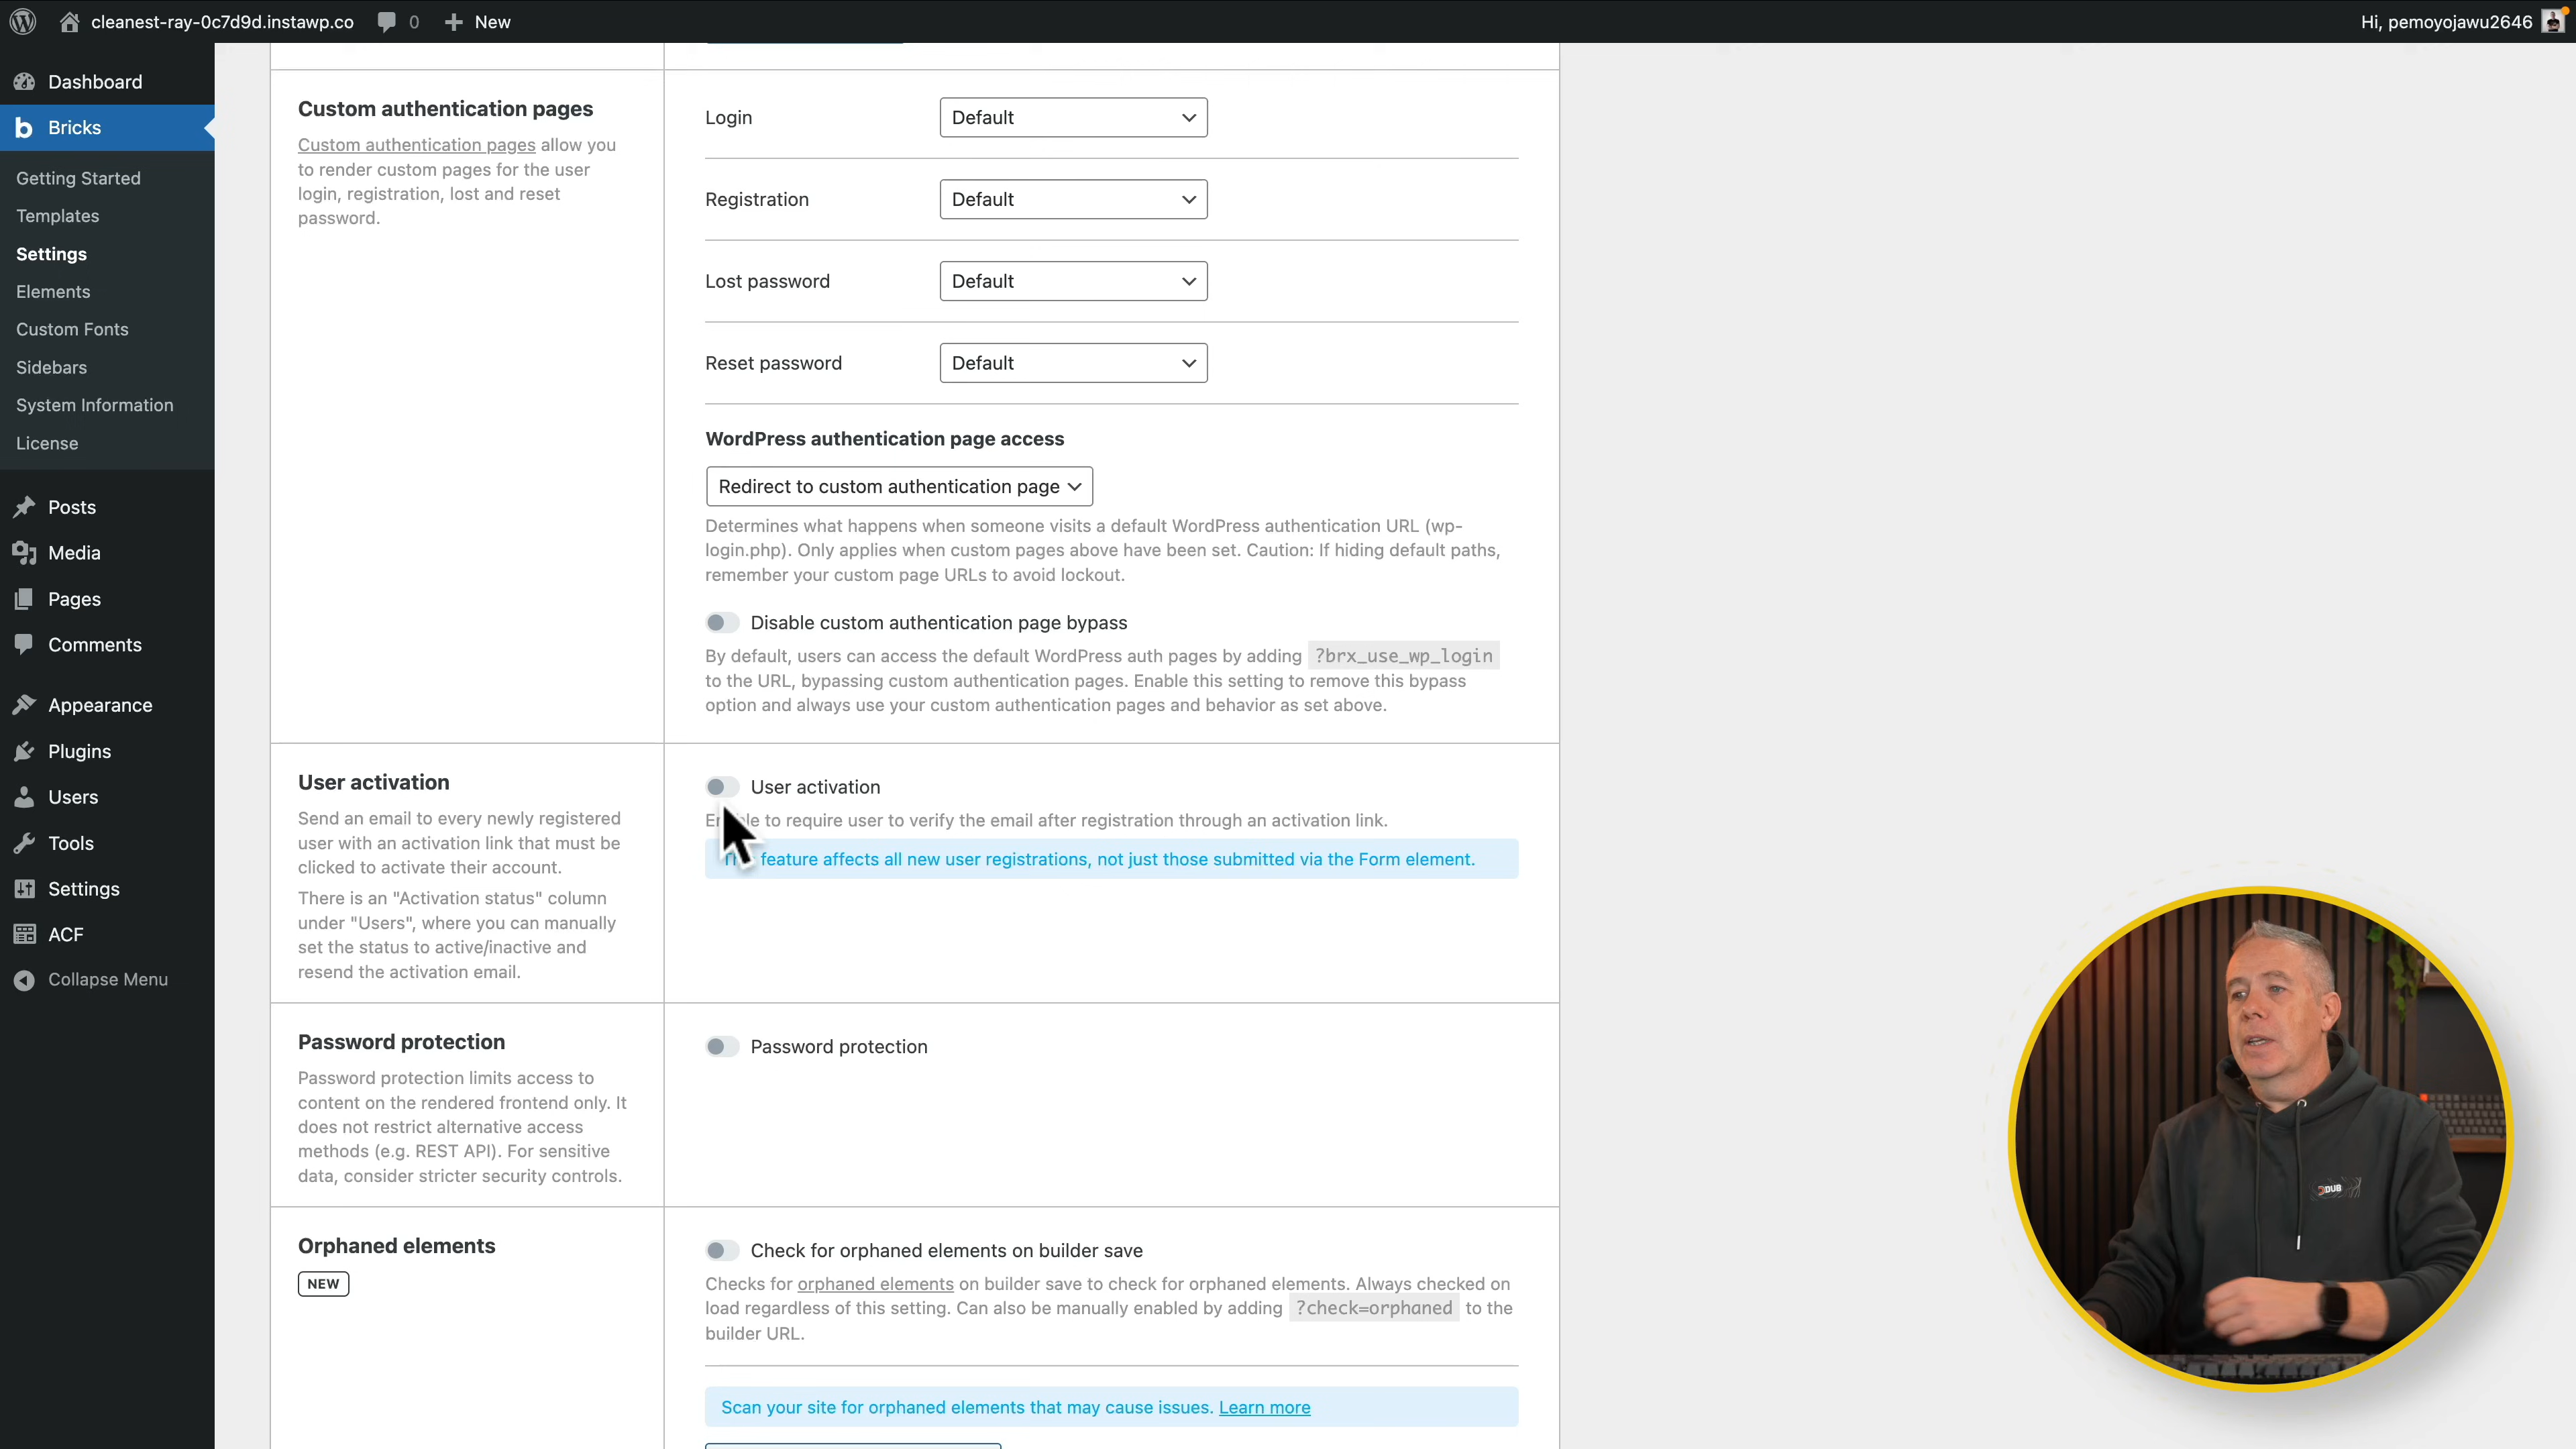 cleanest-ray-0c7d9d.instawp.co
0
New
Hi, pemoyojawu2646
Dashboard
Bricks
Getting Started
Templates
Settings
Elements
Custom Fonts
Sidebars
System Information
License
Posts
Media
Pages
Comments
Appearance
Plugins
Users
Tools
Settings
ACF
Collapse Menu
Custom authentication pages
Custom authentication pages allow you
to render custom pages for the user
login, registration, lost and reset
password.
Login
Default
Registration
Default
Lost password
Default
Reset password
Default
WordPress authentication page access
Redirect to custom authentication page
Determines what happens when someone visits a default WordPress authentication URL (wp-
login.php). Only applies when custom pages above have been set. Caution: If hiding default paths,
remember your custom page URLs to avoid lockout.
Disable custom authentication page bypass
By default, users can access the default WordPress auth pages by adding ?brx_use_wp_login
to the URL, bypassing custom authentication pages. Enable this setting to remove this bypass
option and always use your custom authentication pages and behavior as set above.
User activation
Send an email to every newly registered
user with an activation link that must be
clicked to activate their account.
There is an "Activation status" column
under "Users", where you can manually
set the status to active/inactive and
resend the activation email.
User activation
to require user to verify the email after registration through an activation link.
feature affects all new user registrations, not just those submitted via the Form element.
Password protection
Password protection limits access to
content on the rendered frontend only. It
does not restrict alternative access
methods (e.g. REST API). For sensitive
data, consider stricter security controls.
Password protection
Orphaned elements
NEW
Check for orphaned elements on builder save
Checks for orphaned elements on builder save to check for orphaned elements. Always checked on
load regardless of this setting. Can also be manually enabled by adding ?check=orphaned to the
builder URL.
Scan your site for orphaned elements that may cause issues. Learn more
DUB